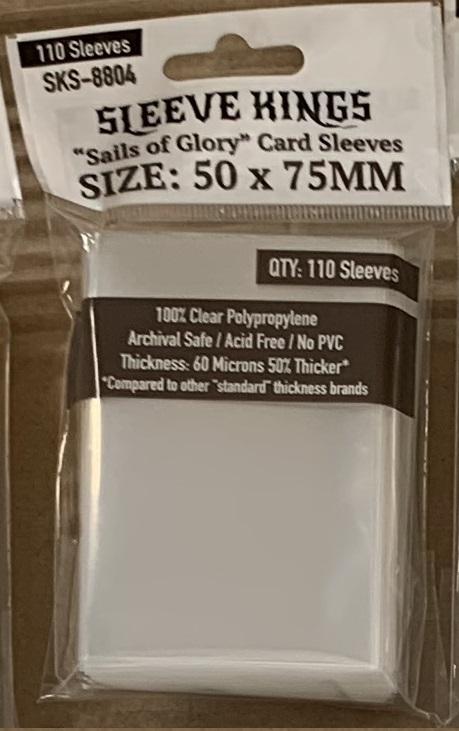 110 Sleeves
SKS-8804
SLEEVE KINGS
"Sails of Glory" Card Sleeves
SIZE: 50 x 75MM
QTY: 110 Sleeves
100% Clear Polypropylene
Archival Safe / Acid Free / No PVC
Thickness: 60 Microns 50% Thicker*
*Compared to other "standard" thickness brands